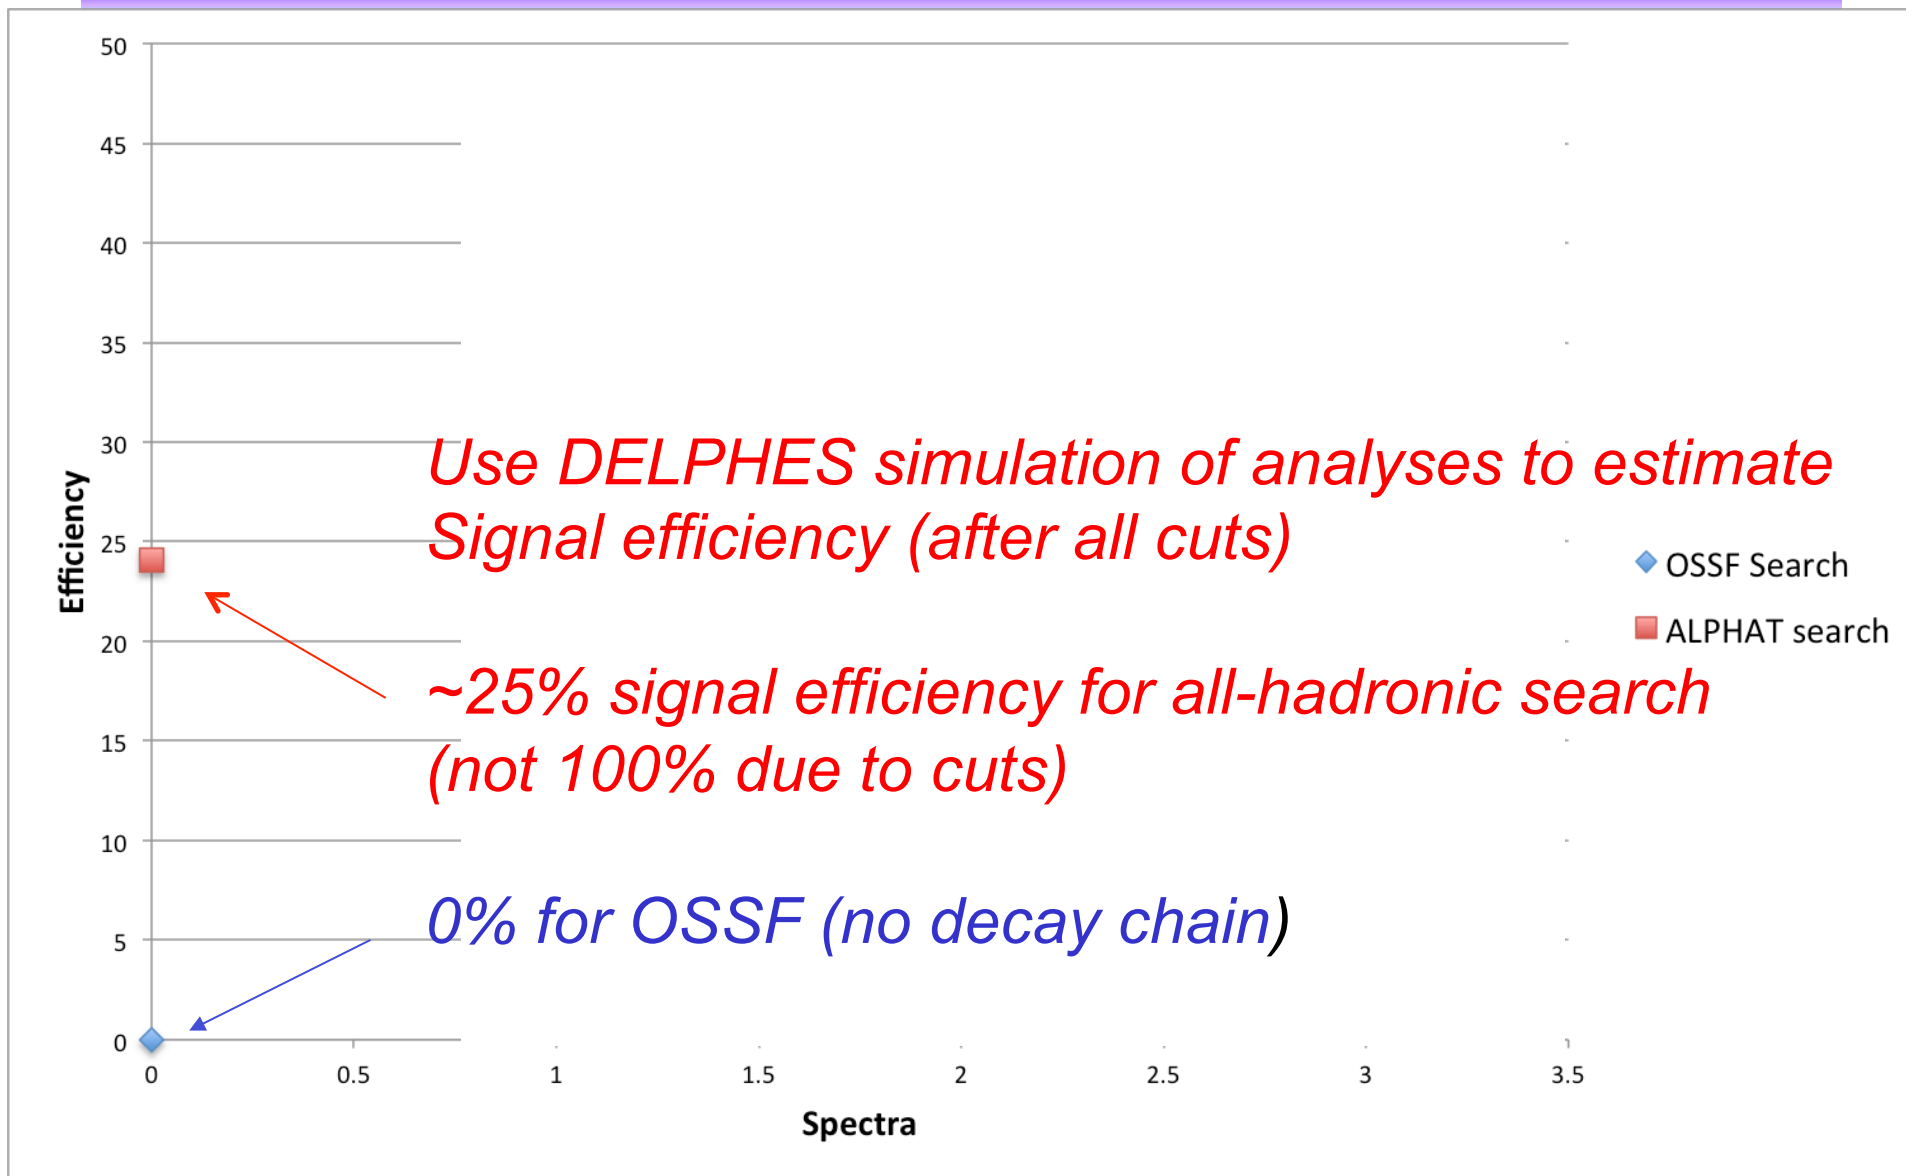 50
45
40
35
30
25
20
15
10
5
0
Efficiency
Use DELPHES simulation of analyses to estimate
Signal efficiency (after all cuts)
~25% signal efficiency for all-hadronic search
(not 100% due to cuts)
0% for OSSF (no decay chain)
OSSF Search
ALPHAT search
0 0.5 1 1.5 2 2.5 3 3.5
Spectra